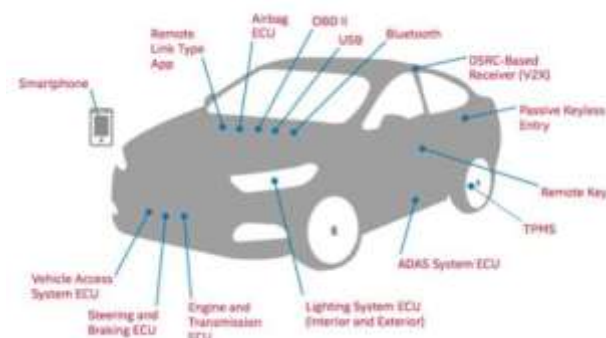 Remote
Link Type
App
Airbag
ECU
OBD II
USB
Bluetooth
DSRC-Based
Receiver (V2X)
Smartphone
Passive Keyless
Entry
Remote Key
TPMS
ADAS System ECU
Vehicle Access
System ECU
Steering and
Braking ECU
Engine and
Transmission
ECU
Lighting System ECU
(Interior and Exterior)